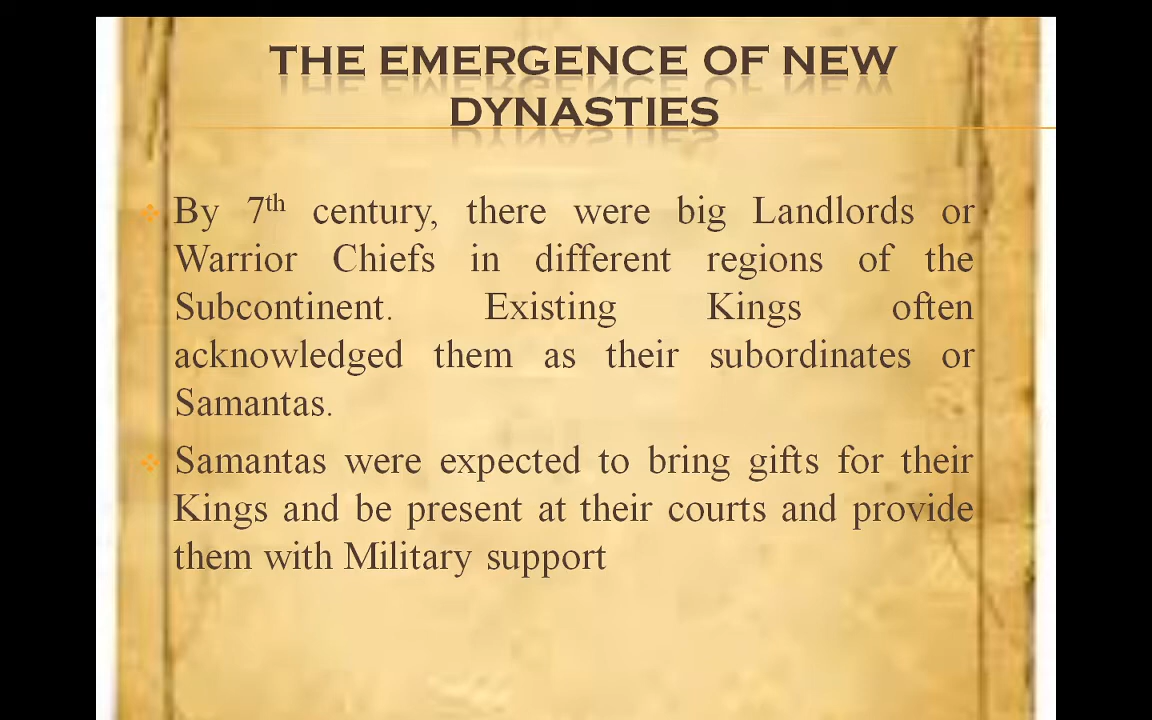 THE EMERGENCE OF NEW
DYNASTIES
By 7th century, there were big Landlords or
Warrior Chiefs in different regions of the
Subcontinent. Existing Kings often
acknowledged them as their subordinates or
Samantas.
Samantas were expected to bring gifts for their
Kings and be present at their courts and provide
them with Military support